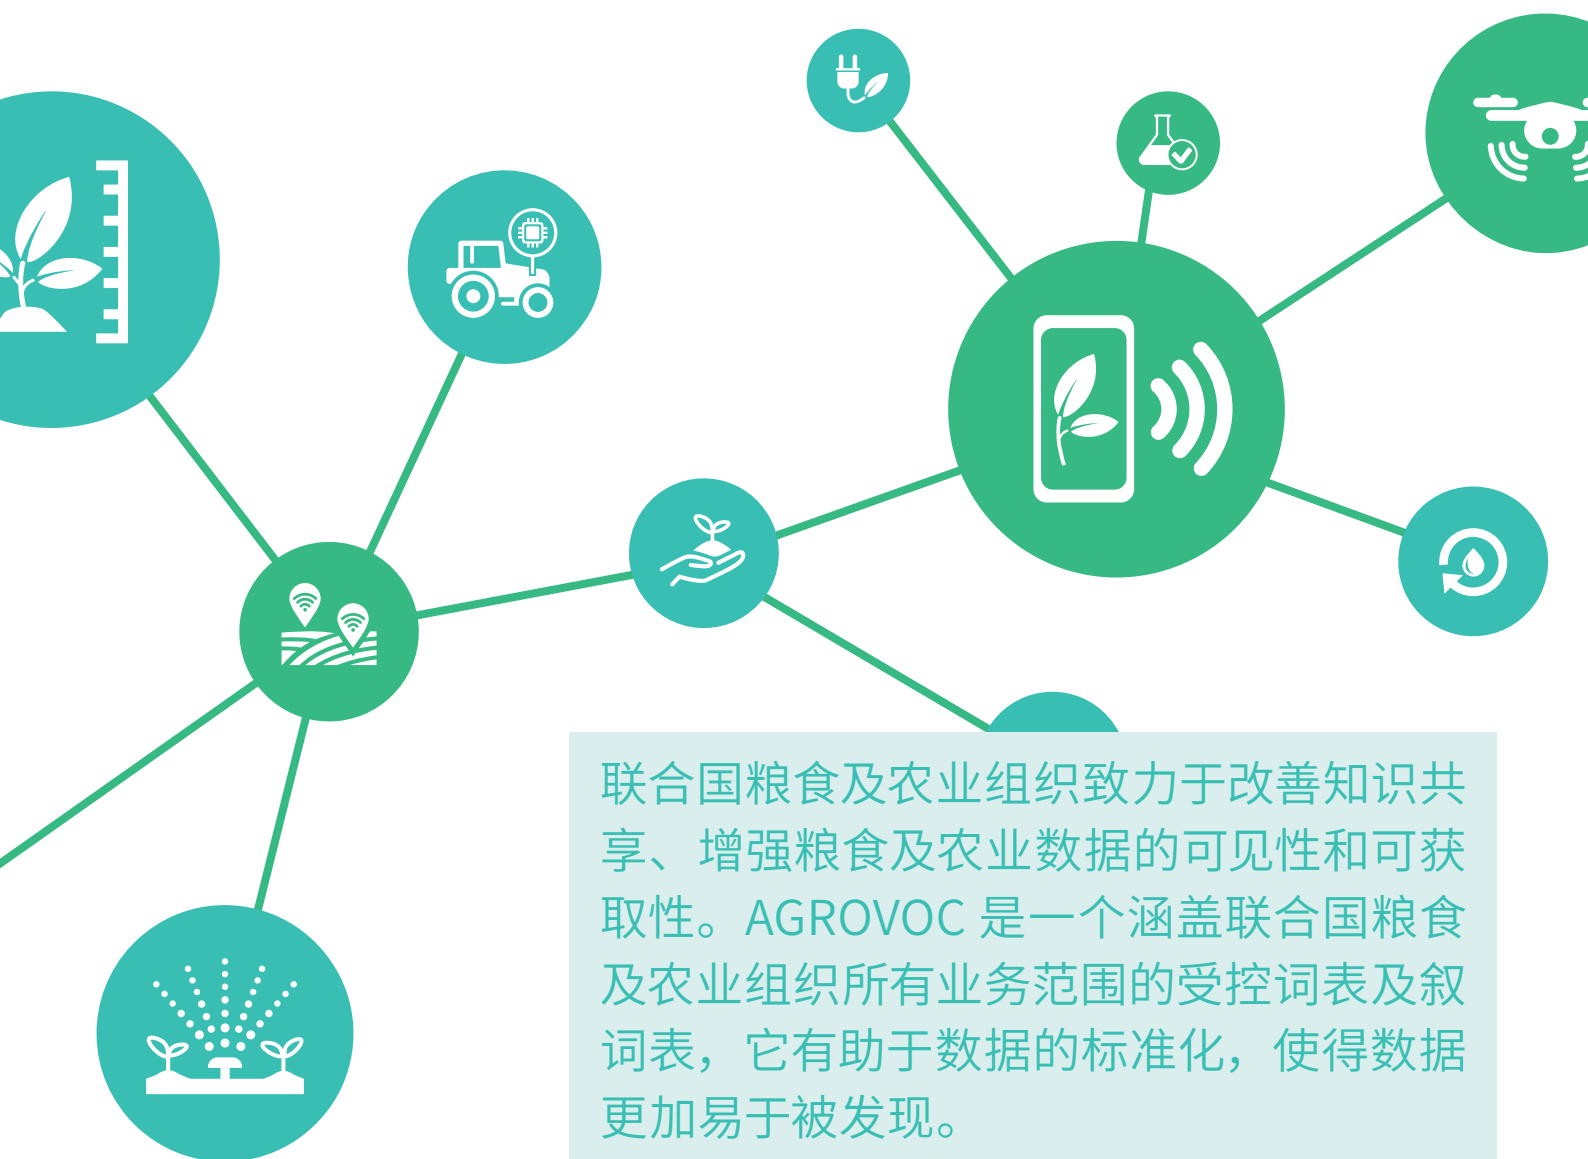 联合国粮食及农业组织致力于改善知识共
享、增强粮食及农业数据的可见性和可获
取性。AGROVOC 是一个涵盖联合国粮食
及农业组织所有业务范围的受控词表及叙
词表，它有助于数据的标准化，使得数据
更加易于被发现。